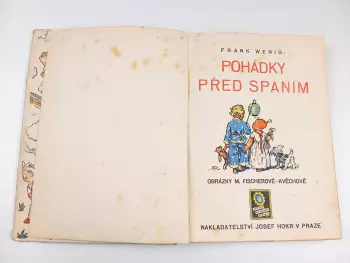 FRANK WENIG:
POHÁDKY
PŘED SPANÍM
OBRÁZKY M. FISCHEROVÉ-KVĚCHOVÉ
NAKLADATELSTVÍ JOSEF HOKR V PRAZE